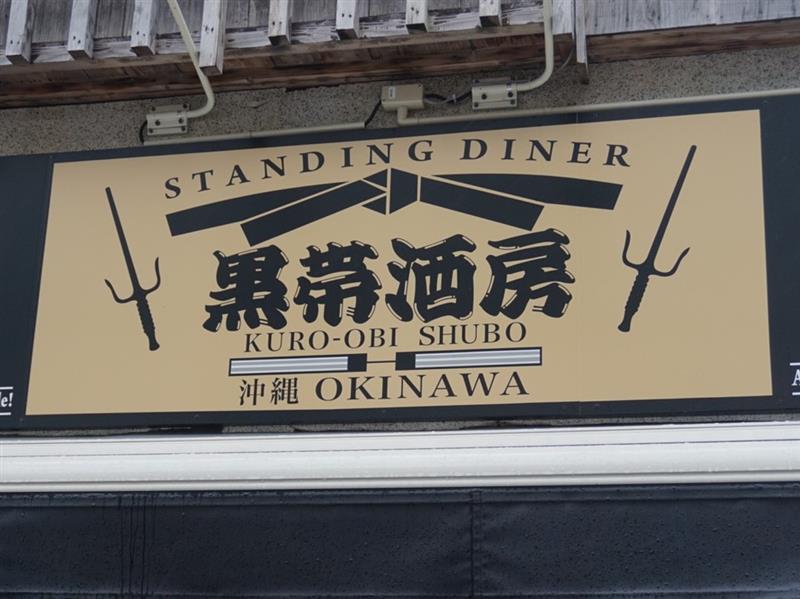 STANDING DINER
黒帯酒房
KURO-OBI SHUBO
沖縄 OKINAWA